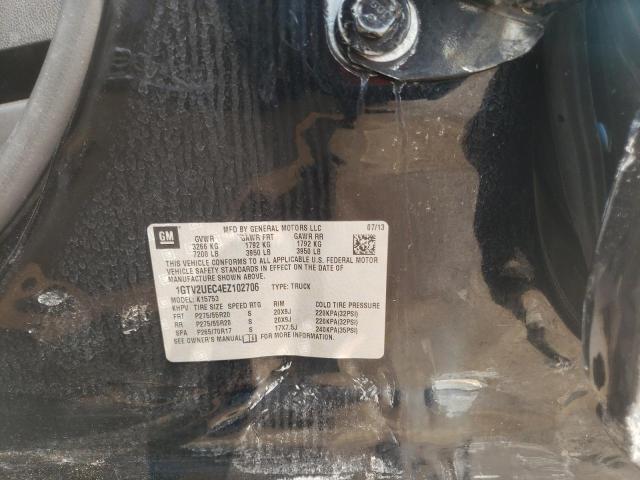 GM
MFD BY GENERAL MOTORS LLC 07/13
GVWR GAWR FRT GAWR RR
3266 KG 1792 KG 1792 KG
7200 LB 3950 LB 3950 LB
THIS VEHICLE CONFORMS TO ALL APPLICABLE U.S. FEDERAL MOTOR
VEHICLE SAFETY AND THEFT PREVENTION STANDARDS IN EFFECT
ON THE DATE OF MANUFACTURE SHOWN ABOVE.
1GTV2UEC4EZ102706 TYPE: TRUCK
MODEL: K15753
KHPV TIRE SIZE SPEED RTG RIM COLD TIRE PRESSURE
FRT P275/55R20 S 20X9J 220KPA(32PSI)
RR P275/55R20 S 20X9J 220KPA(32PSI)
SPA P265/70R17 S 17X7.5J 240KPA(35PSI)
SEE OWNER'S MANUAL FOR MORE INFORMATION.